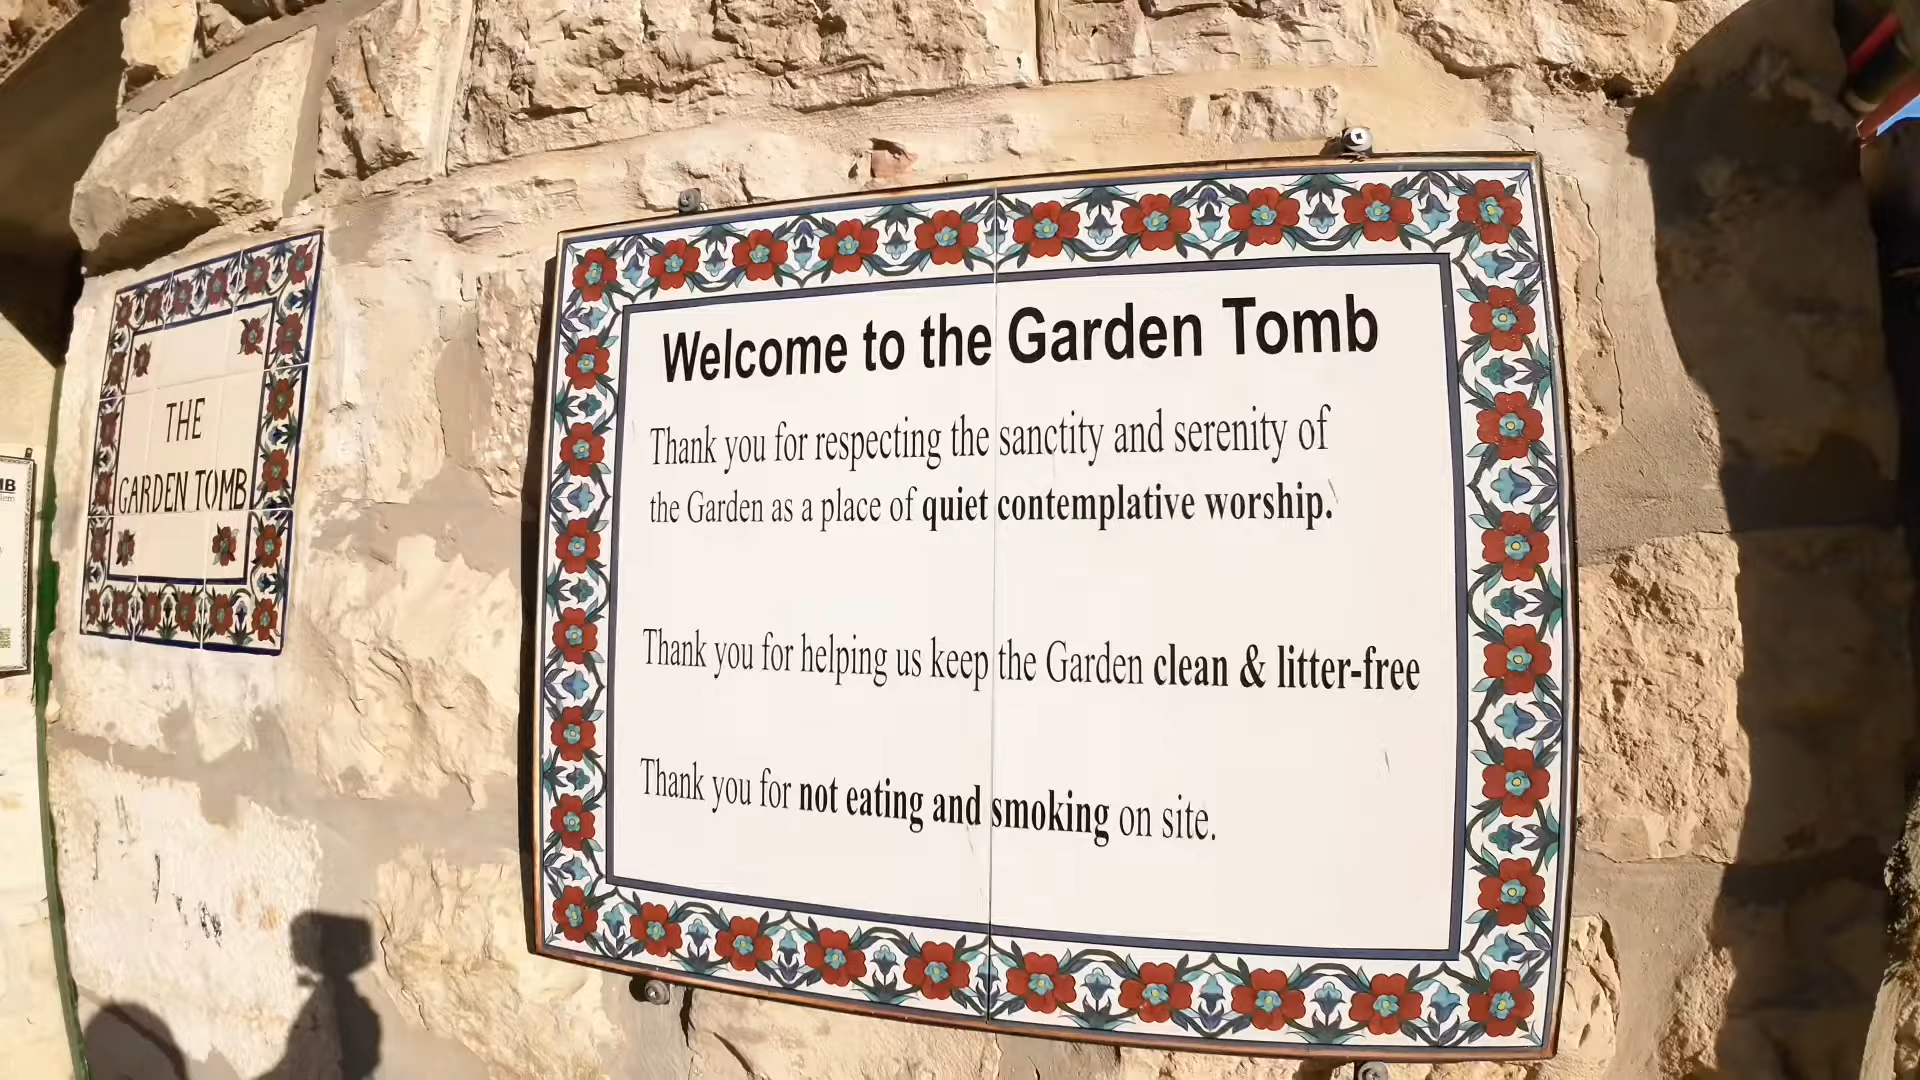 THE
GARDEN TOMB
Welcome to the Garden Tomb
Thank you for respecting the sanctity and serenity of
the Garden as a place of quiet contemplative worship.
Thank you for helping us keep the Garden clean & litter-free
Thank you for not eating and smoking on site.